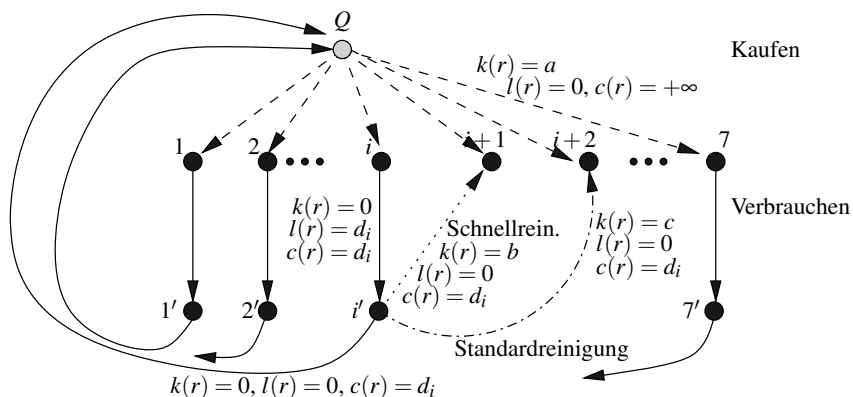 Q
Kaufen
k(r) = a
l(r) = 0, c(r) = +∞
1
2
i
i+1
i+2
7
k(r) = 0
l(r) = d_i
c(r) = d_i
Schnellrein.
k(r) = b
l(r) = 0
c(r) = d_i
k(r) = c
l(r) = 0
c(r) = d_i
Verbrauchen
1′
2′
i′
7′
Standardreinigung
k(r) = 0, l(r) = 0, c(r) = d_i